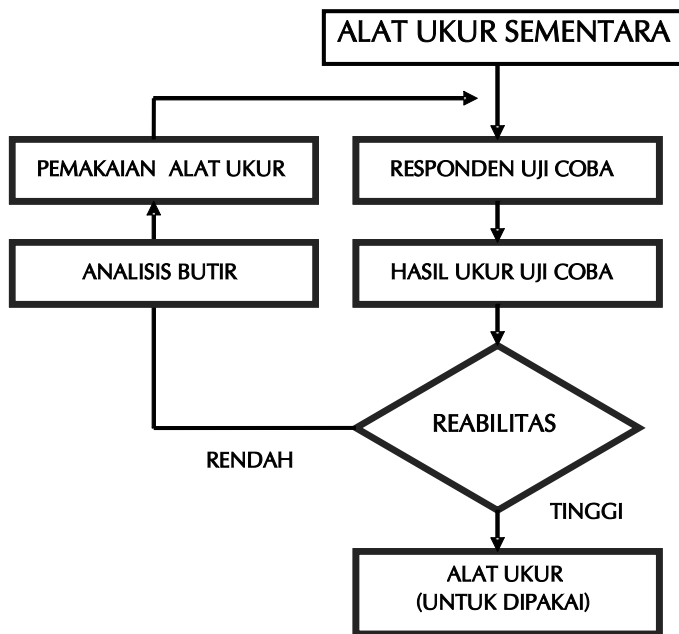 ALAT UKUR SEMENTARA
PEMAKAIAN ALAT UKUR
RESPONDEN UJI COBA
ANALISIS BUTIR
HASIL UKUR UJI COBA
REABILITAS
RENDAH
TINGGI
ALAT UKUR
(UNTUK DIPAKAI)